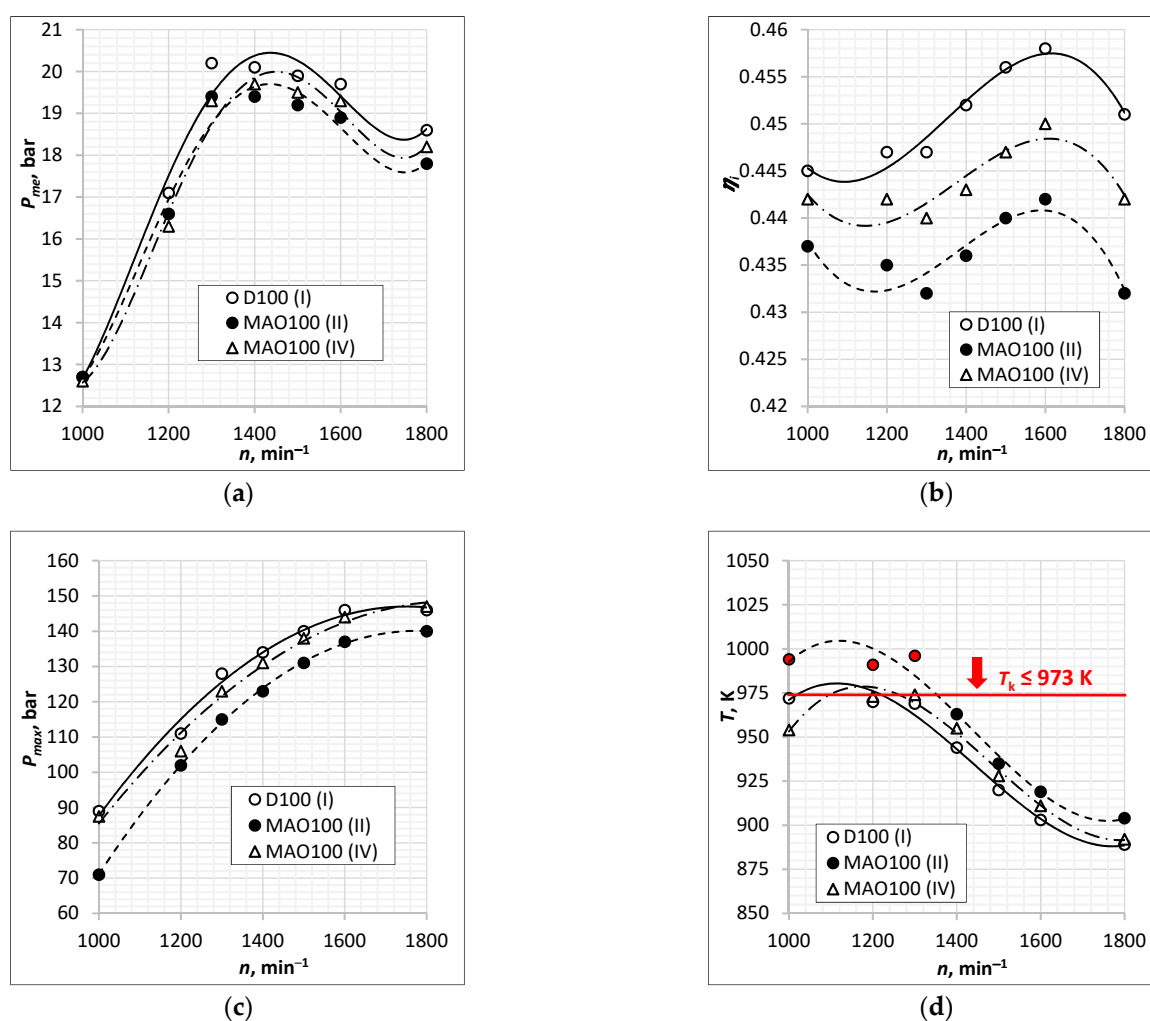 21
20
19
18
17
16
15
14
13
12
P_me, bar
D100 (I)
MAO100 (II)
MAO100 (IV)
1000 1200 1400 1600 1800
n, min⁻¹
(a)
0.46
0.455
0.45
0.445
0.44
0.435
0.43
0.425
0.42
η_i
D100 (I)
MAO100 (II)
MAO100 (IV)
1000 1200 1400 1600 1800
n, min⁻¹
(b)
160
150
140
130
120
110
100
90
80
70
60
P_max, bar
D100 (I)
MAO100 (II)
MAO100 (IV)
1000 1200 1400 1600 1800
n, min⁻¹
(c)
1050
1025
1000
975
950
925
900
875
850
T, K
T_k ≤ 973 K
D100 (I)
MAO100 (II)
MAO100 (IV)
1000 1200 1400 1600 1800
n, min⁻¹
(d)